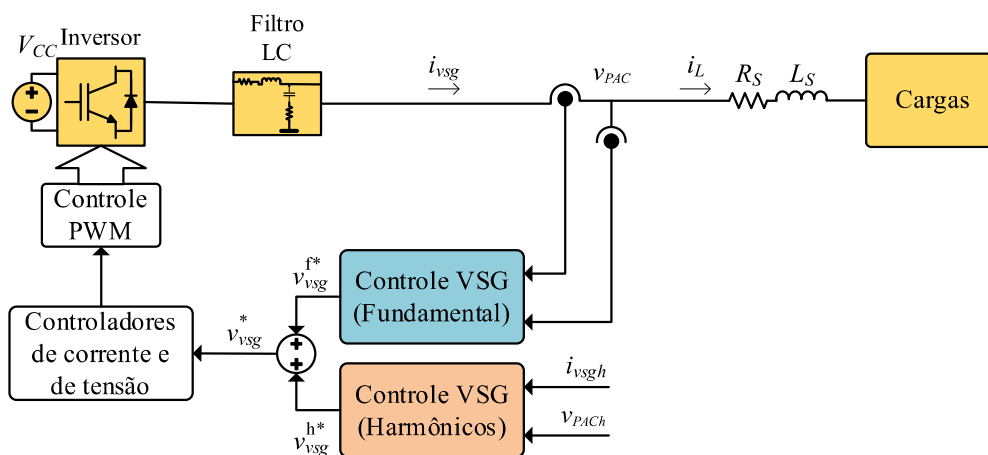 Filtro
LC
V_CC
Inversor
i_vsg
v_PAC
i_L
R_S
L_S
Cargas
Controle
PWM
Controladores
de corrente e
de tensão
v_vsg^*
v_vsg^f*
Controle VSG
(Fundamental)
Controle VSG
(Harmônicos)
v_vsg^h*
i_vsgh
v_PACh